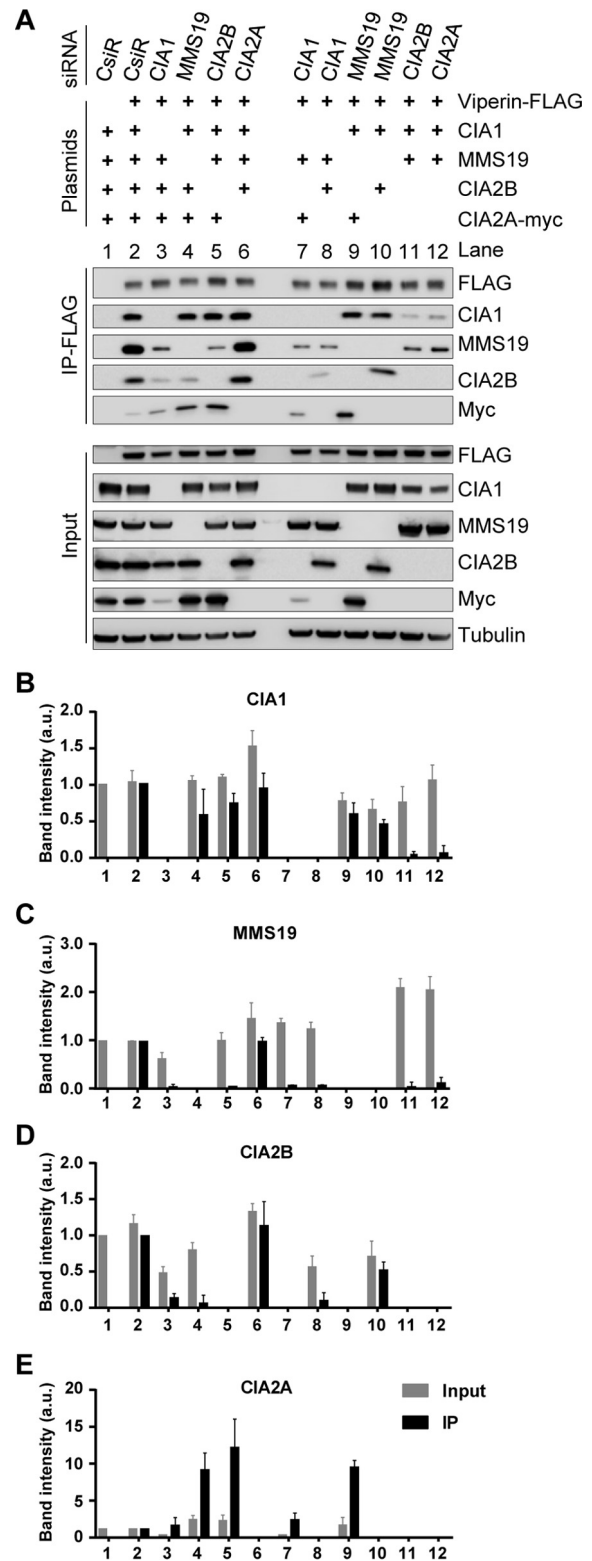 A
siRNA
CsiR CsiR CIA1 MMS19 CIA2B CIA2A CIA1 CIA1 MMS19 MMS19 CIA2B CIA2A
Plasmids
+ + + + + + + + + + + Viperin-FLAG
+ + + + + + + + + CIA1
+ + + + + + + + + MMS19
+ + + + + + + CIA2B
+ + + + + + + CIA2A-myc
1 2 3 4 5 6 7 8 9 10 11 12 Lane
IP-FLAG
FLAG
CIA1
MMS19
CIA2B
Myc
Input
FLAG
CIA1
MMS19
CIA2B
Myc
Tubulin
B
CIA1
Band intensity (a.u.)
2.0
1.5
1.0
0.5
0.0
1 2 3 4 5 6 7 8 9 10 11 12
C
MMS19
Band intensity (a.u.)
3.0
2.0
1.0
0.0
1 2 3 4 5 6 7 8 9 10 11 12
D
CIA2B
Band intensity (a.u.)
2.0
1.5
1.0
0.5
0.0
1 2 3 4 5 6 7 8 9 10 11 12
E
CIA2A
Band intensity (a.u.)
20
15
10
5
0
Input
IP
1 2 3 4 5 6 7 8 9 10 11 12